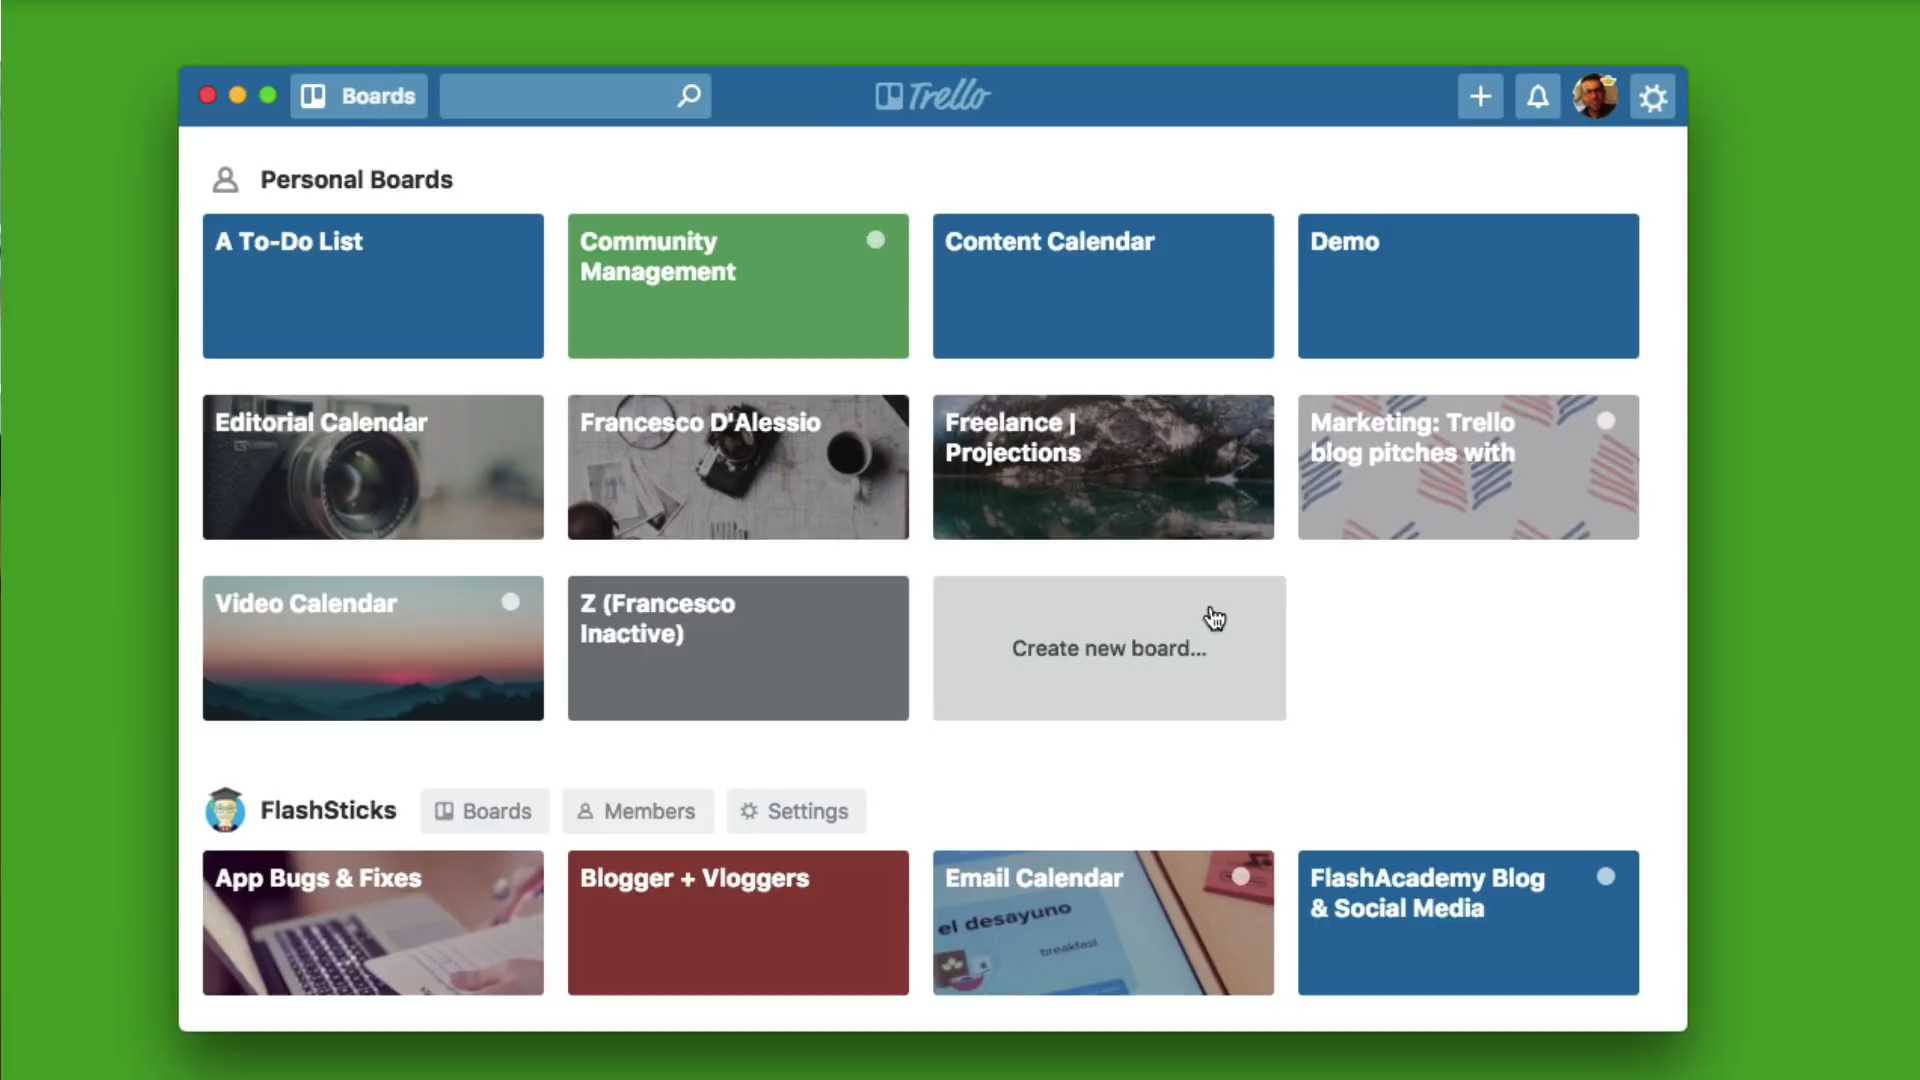 Boards
Trello
Personal Boards
A To-Do List
Community
Management
Content Calendar
Demo
Editorial Calendar
Francesco D'Alessio
Freelance |
Projections
Marketing: Trello
blog pitches with
Video Calendar
Z (Francesco
Inactive)
Create new board...
FlashSticks
Boards
Members
Settings
App Bugs & Fixes
Blogger + Vloggers
Email Calendar
el desayuno
breakfast
FlashAcademy Blog
& Social Media